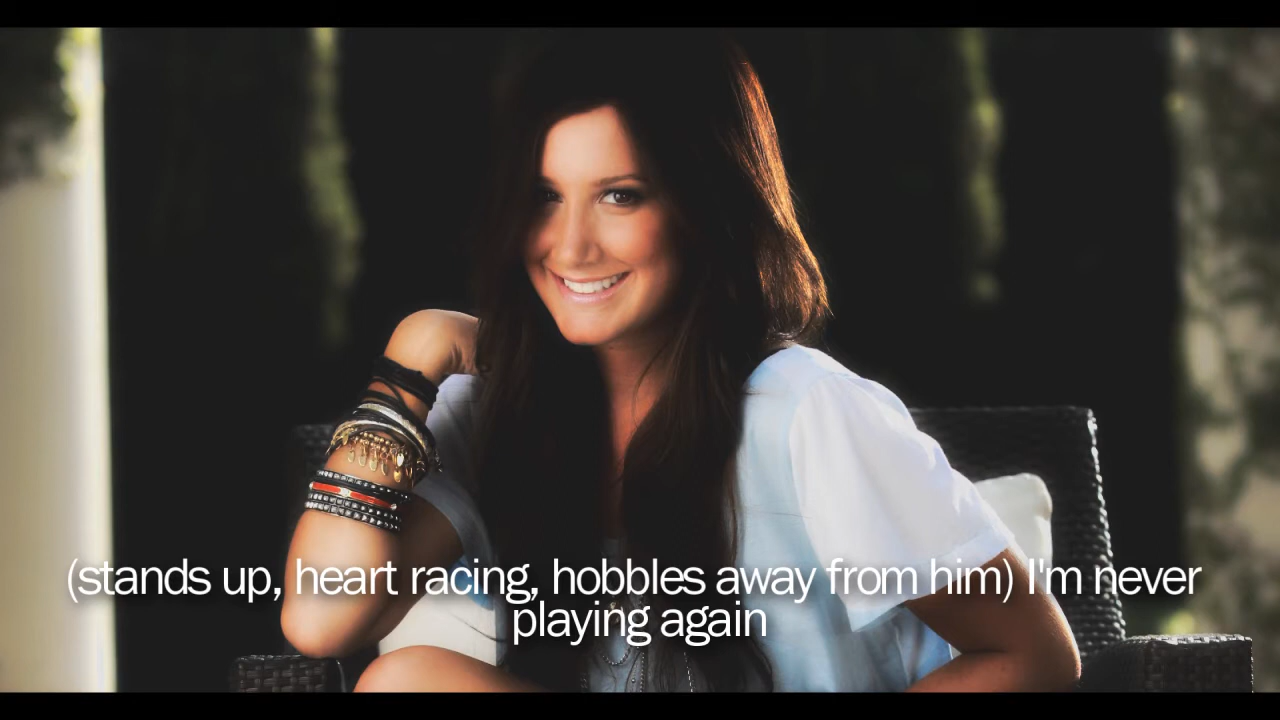 (stands up, heart racing, hobbles away from him) I'm never
playing again